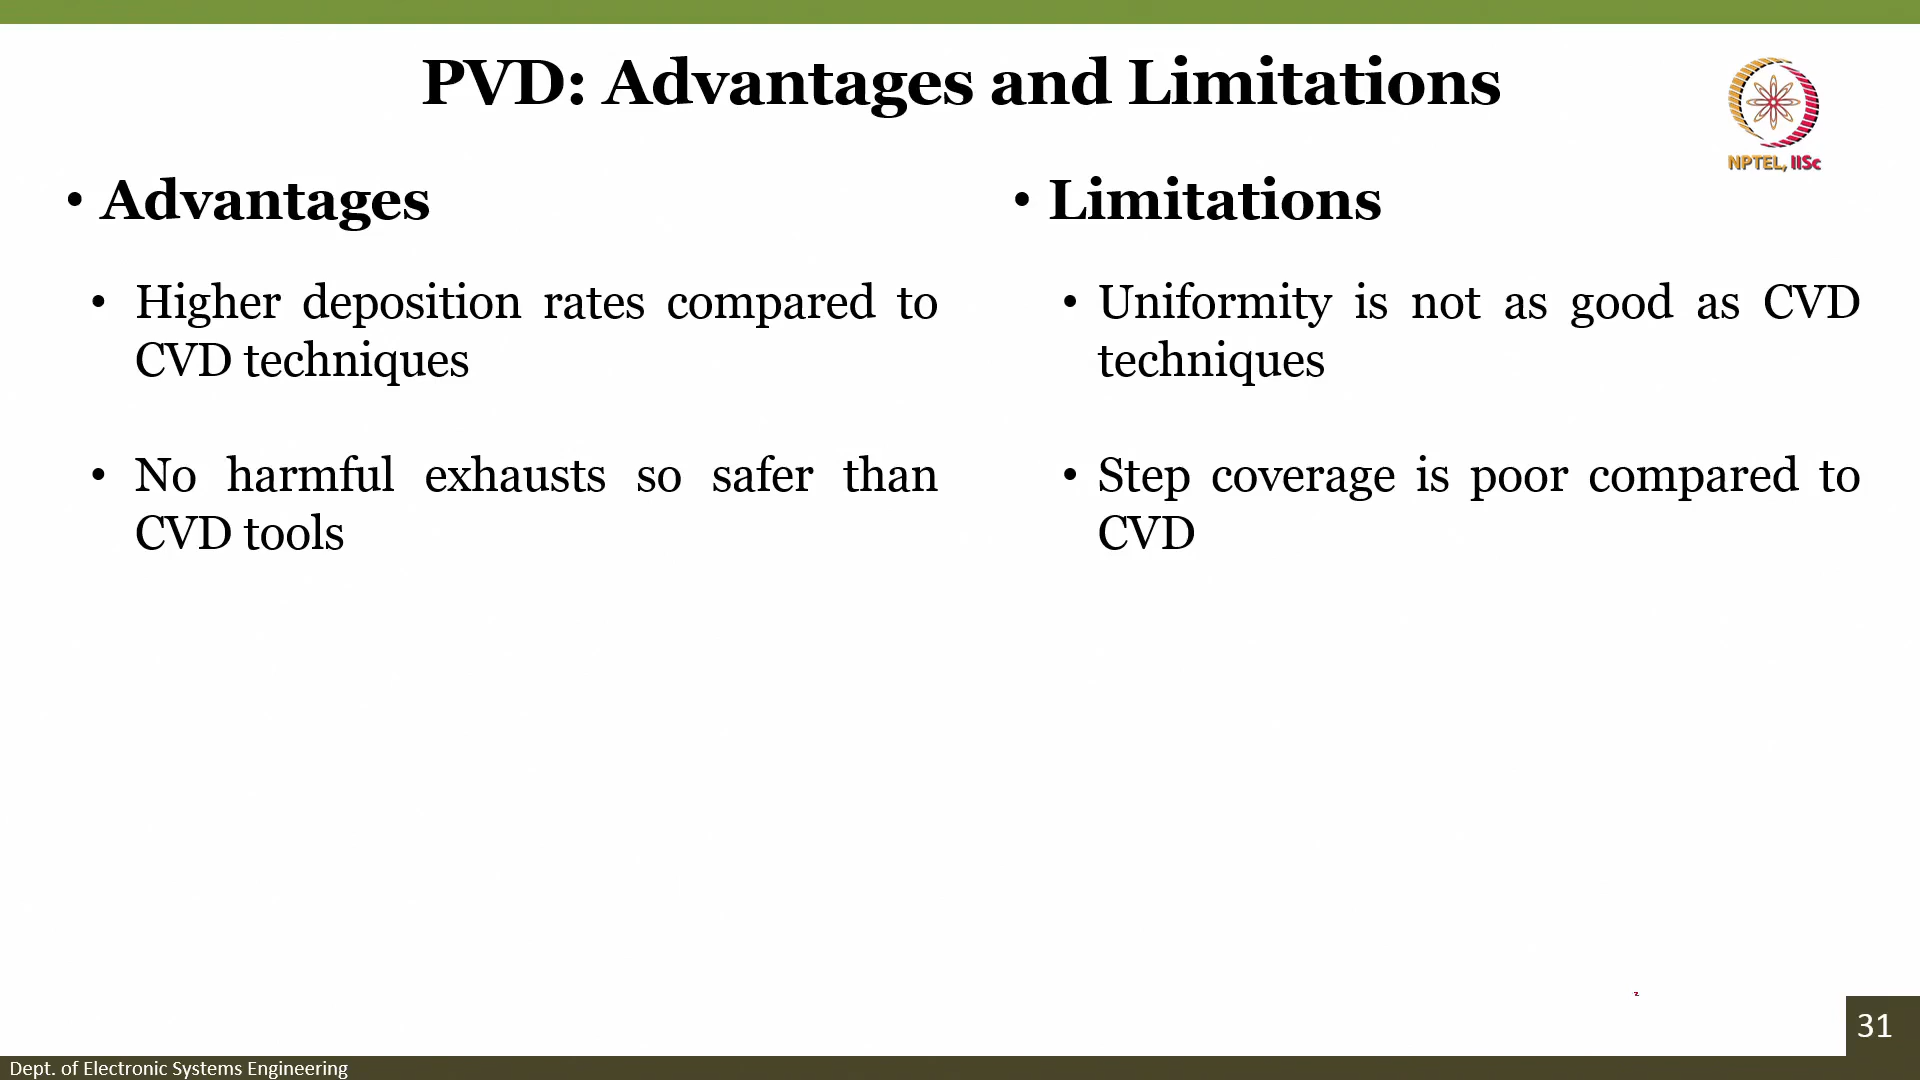 PVD: Advantages and Limitations
NPTEL, IISc
• Advantages
• Higher deposition rates compared to
CVD techniques
• No harmful exhausts so safer than
CVD tools
• Limitations
• Uniformity is not as good as CVD
techniques
• Step coverage is poor compared to
CVD
31
Dept. of Electronic Systems Engineering